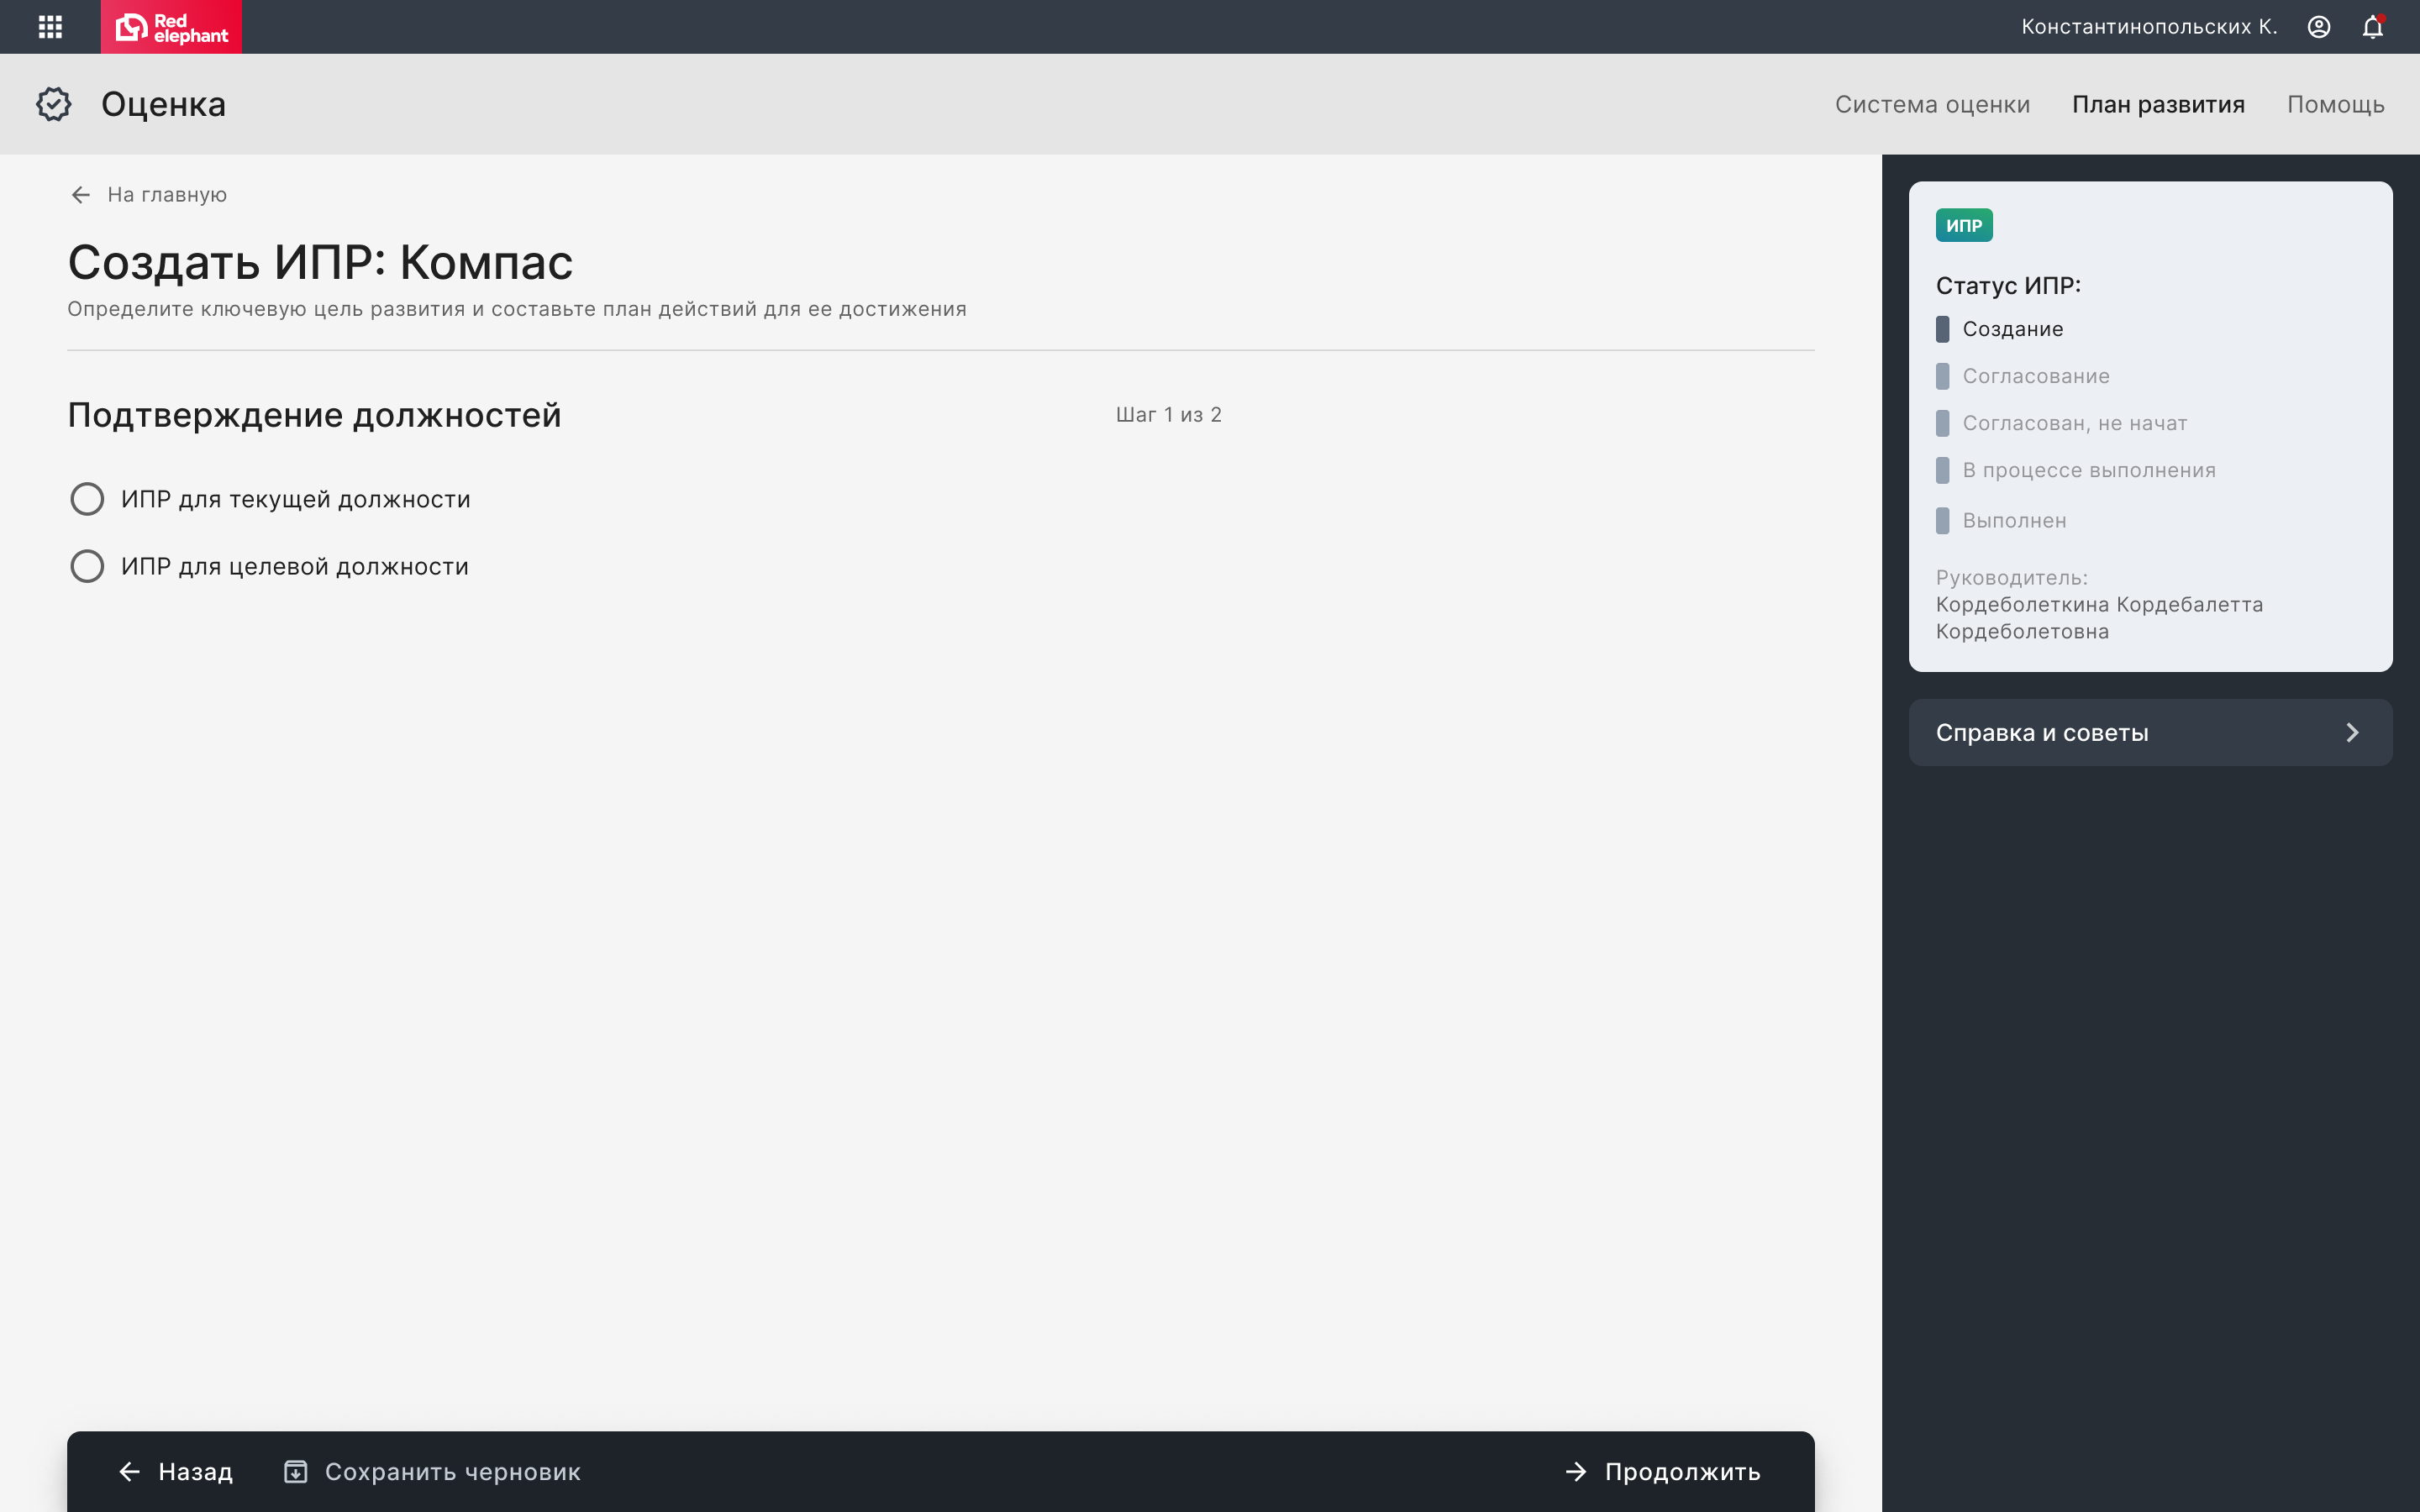 Red
elephant
Константинопольских К.
Оценка
Система оценки
План развития
Помощь
На главную
Создать ИПР: Компас
Определите ключевую цель развития и составьте план действий для ее достижения
Подтверждение должностей
Шаг 1 из 2
ИПР для текущей должности
ИПР для целевой должности
Назад
Сохранить черновик
Продолжить
ИПР
Статус ИПР:
Создание
Согласование
Согласован, не начат
В процессе выполнения
Выполнен
Руководитель:
Кордеболеткина Кордебалетта
Кордеболетовна
Справка и советы